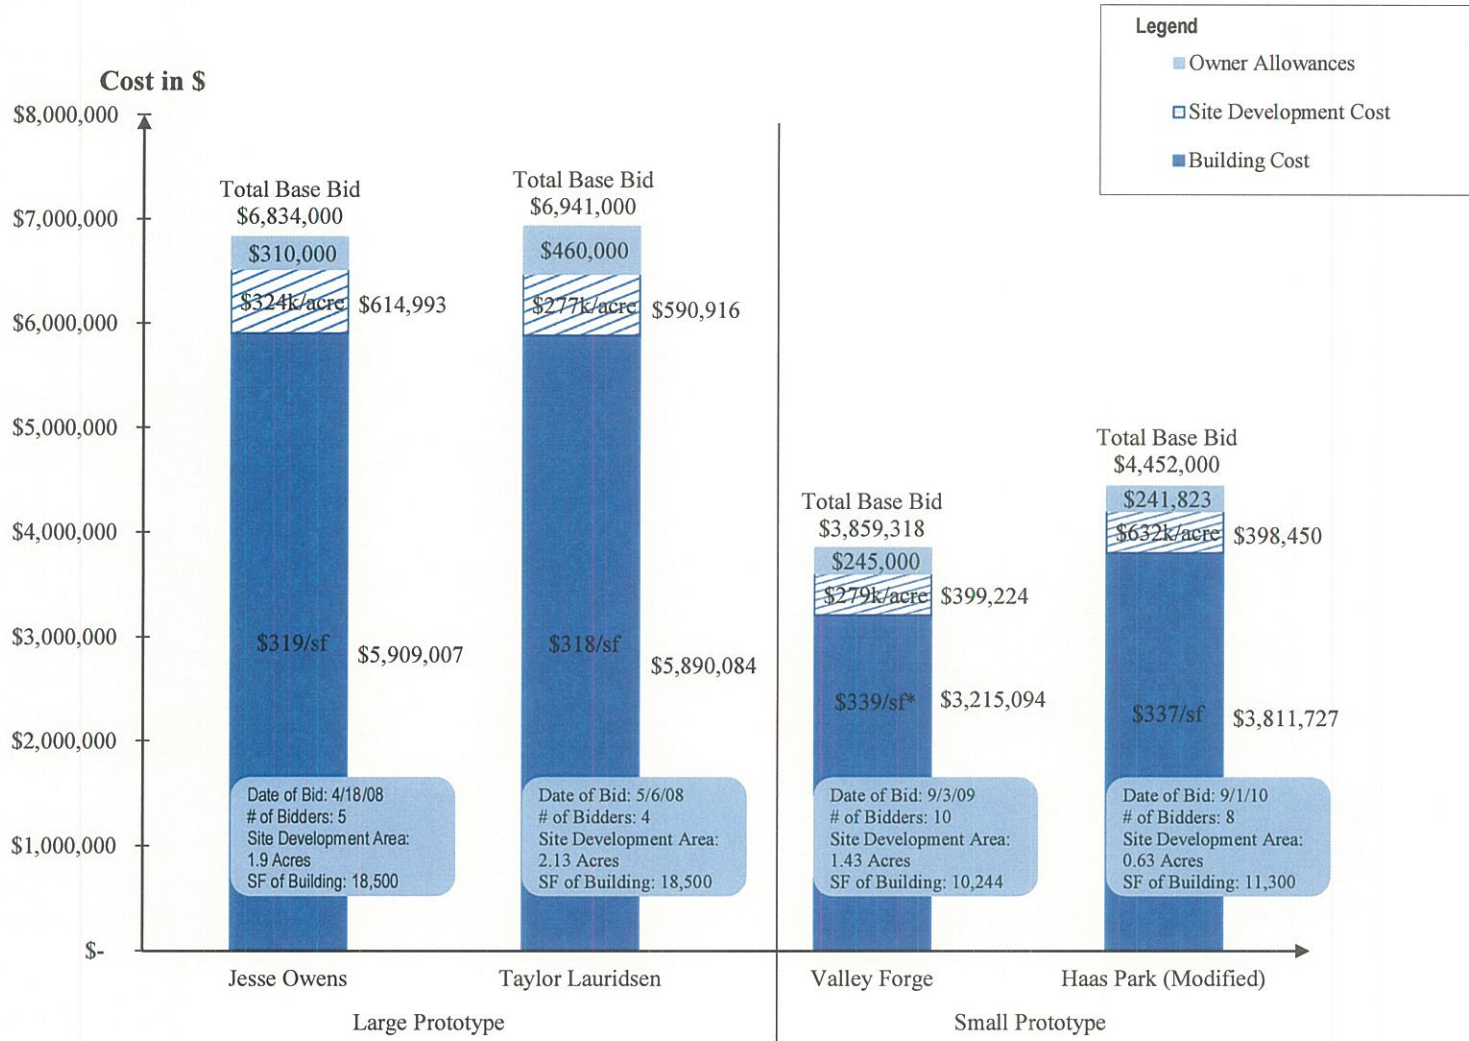 Legend
Owner Allowances
Site Development Cost
Building Cost
Cost in $
$8,000,000
$7,000,000
$6,000,000
$5,000,000
$4,000,000
$3,000,000
$2,000,000
$1,000,000
$-
Total Base Bid
$6,834,000
$310,000
$324k/acre
$614,993
$319/sf
$5,909,007
Date of Bid: 4/18/08
# of Bidders: 5
Site Development Area:
1.9 Acres
SF of Building: 18,500
Total Base Bid
$6,941,000
$460,000
$277k/acre
$590,916
$318/sf
$5,890,084
Date of Bid: 5/6/08
# of Bidders: 4
Site Development Area:
2.13 Acres
SF of Building: 18,500
Total Base Bid
$3,859,318
$245,000
$279k/acre
$399,224
$339/sf*
$3,215,094
Date of Bid: 9/3/09
# of Bidders: 10
Site Development Area:
1.43 Acres
SF of Building: 10,244
Total Base Bid
$4,452,000
$241,823
$632k/acre
$398,450
$337/sf
$3,811,727
Date of Bid: 9/1/10
# of Bidders: 8
Site Development Area:
0.63 Acres
SF of Building: 11,300
Jesse Owens
Taylor Lauridsen
Valley Forge
Haas Park (Modified)
Large Prototype
Small Prototype